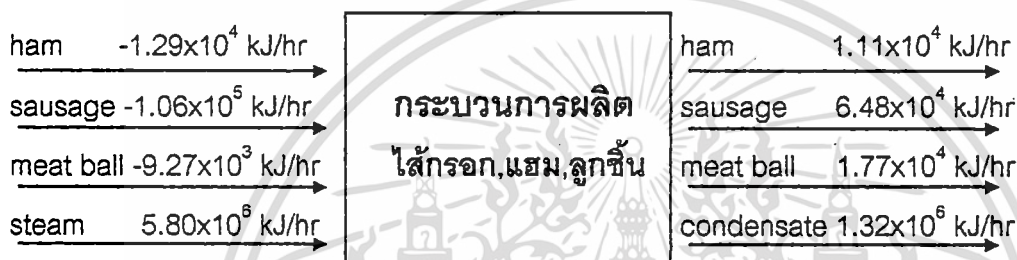 ham -1.29x10⁴ kJ/hr
sausage -1.06x10⁵ kJ/hr
meat ball -9.27x10³ kJ/hr
steam 5.80x10⁶ kJ/hr
กระบวนการผลิต
ไส้กรอก,แฮม,ลูกชิ้น
ham 1.11x10⁴ kJ/hr
sausage 6.48x10⁴ kJ/hr
meat ball 1.77x10⁴ kJ/hr
condensate 1.32x10⁶ kJ/hr